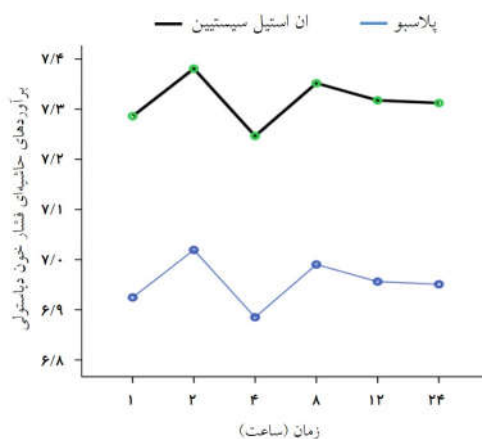 ان استیل سیستیین
پلاسبو
برآوردهای حاشیه‌ای فشار خون دیاستولی
۷/۴
۷/۳
۷/۲
۷/۱
۷/۰
۶/۹
۶/۸
۱ ۲ ۴ ۸ ۱۲ ۲۴
زمان (ساعت)